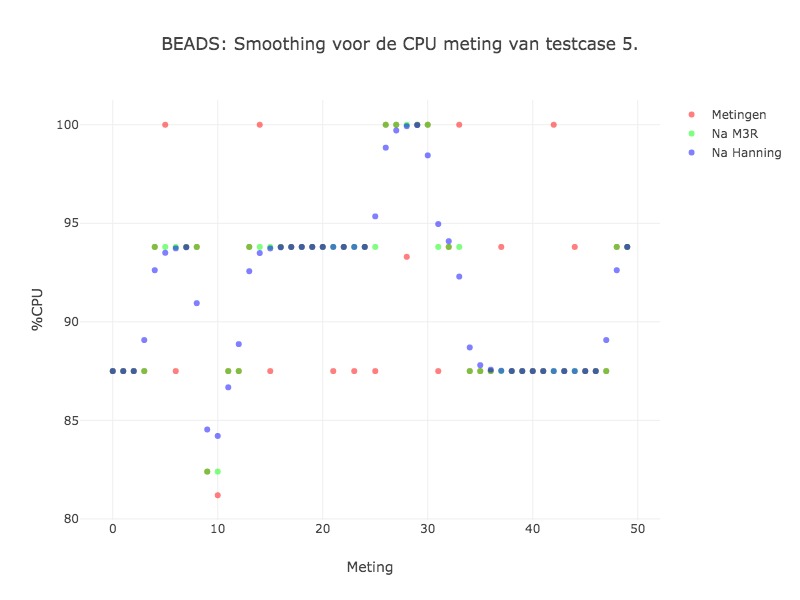 BEADS: Smoothing voor de CPU meting van testcase 5.
Metingen
Na M3R
Na Hanning
100
95
90
85
80
%CPU
0 10 20 30 40 50
Meting